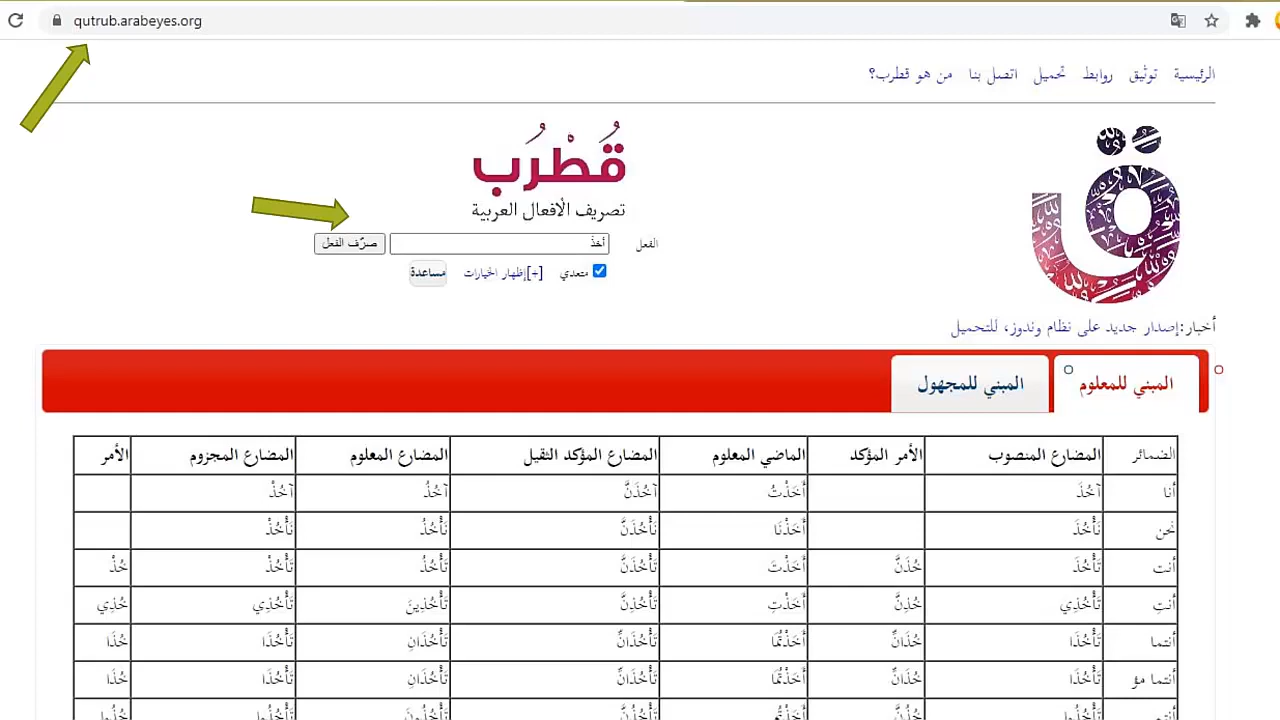 qutrub.arabeyes.org
الرئيسية توثيق روابط تحميل اتصل بنا من هو قطرب؟
قُطْرُب
تصريف الأفعال العربية
الفعل أخذ صرّف الفعل
متعدي [+]إظهار الخيارات مساعدة
أخبار:إصدار جديد على نظام وندوز، للتحميل
المبني للمعلوم المبني للمجهول
الضمائر المضارع المنصوب الأمر المؤكد الماضي المعلوم المضارع المؤكد الثقيل المضارع المعلوم المضارع المجزوم الأمر
أنا آخُذَ أَخَذْتُ آخُذَنَّ آخُذُ آخُذْ
نحن نَأْخُذَ أَخَذْنَا نَأْخُذَنَّ نَأْخُذُ نَأْخُذْ
أنت تَأْخُذَ خُذَنَّ أَخَذْتَ تَأْخُذَنَّ تَأْخُذُ تَأْخُذْ خُذْ
أنتِ تَأْخُذِي خُذِنَّ أَخَذْتِ تَأْخُذِنَّ تَأْخُذِينَ تَأْخُذِي خُذِي
أنتما تَأْخُذَا خُذَانِّ أَخَذْتُمَا تَأْخُذَانِّ تَأْخُذَانِ تَأْخُذَا خُذَا
أنتما مؤ تَأْخُذَا خُذَانِّ أَخَذْتُمَا تَأْخُذَانِّ تَأْخُذَانِ تَأْخُذَا خُذَا